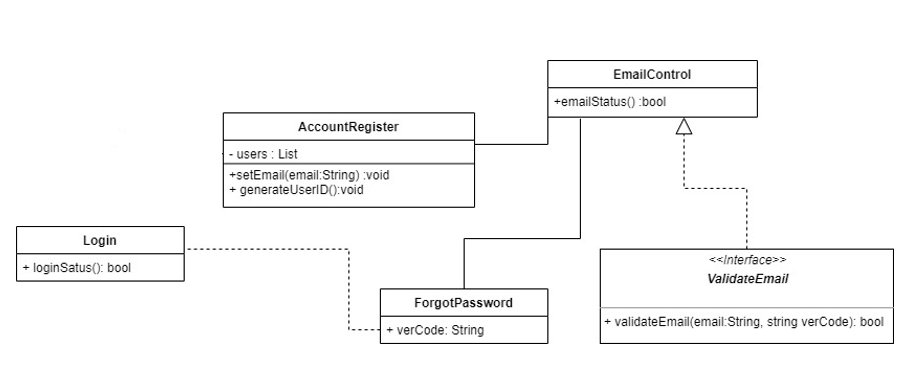 EmailControl
+emailStatus() :bool
AccountRegister
- users : List
+setEmail(email:String) :void
+ generateUserID():void
Login
+ loginSatus(): bool
ForgotPassword
+ verCode: String
<<Interface>>
ValidateEmail
+ validateEmail(email:String, string verCode): bool